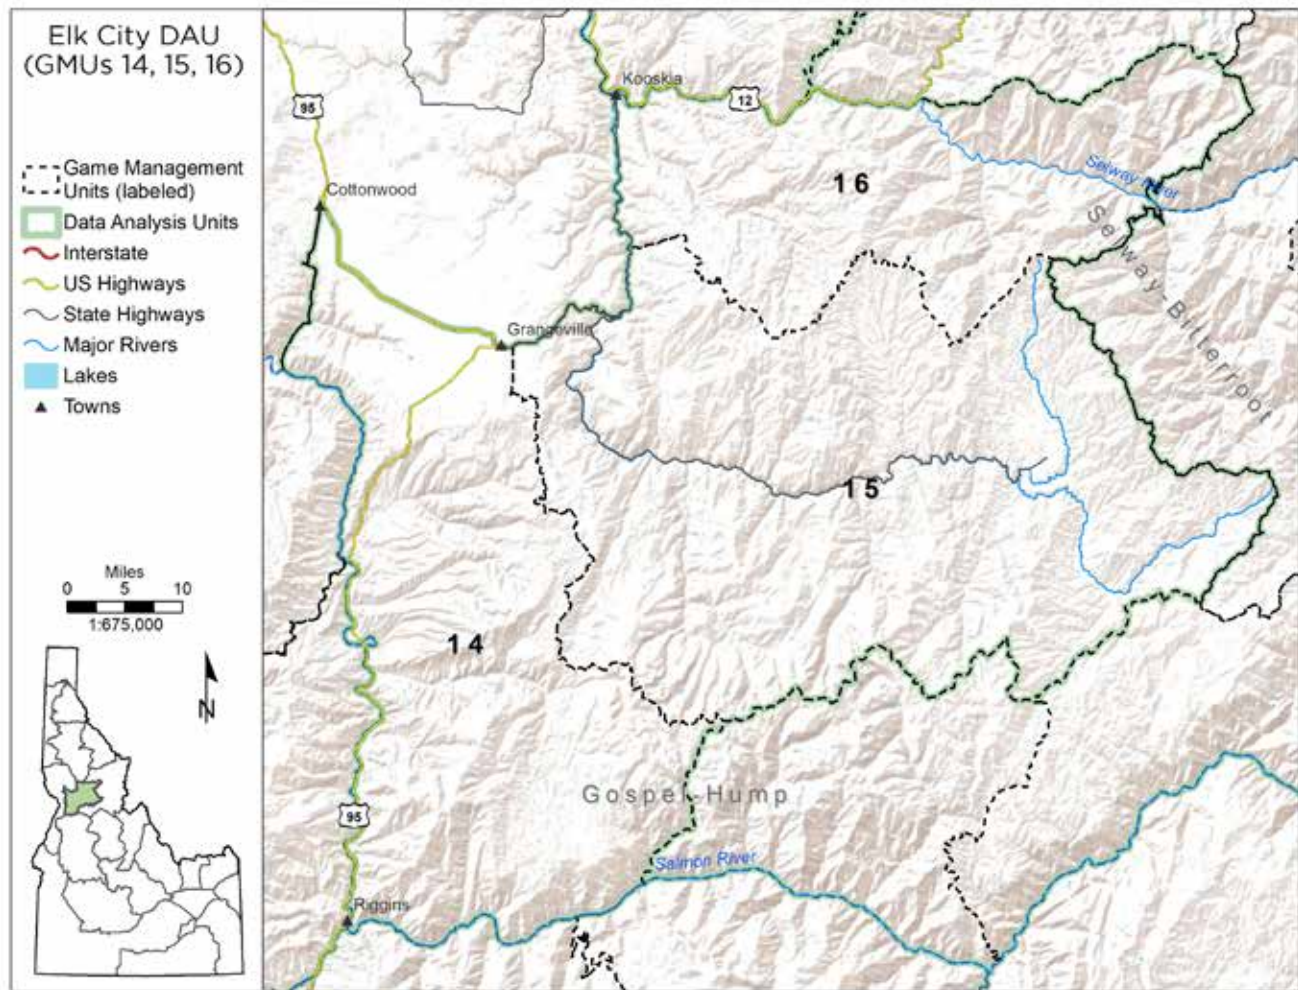 Elk City DAU
(GMUs 14, 15, 16)
Game Management
Units (labeled)
Data Analysis Units
Interstate
US Highways
State Highways
Major Rivers
Lakes
Towns
Miles
0 5 10
1:675,000
N
95
Kooskia
12
Cottonwood
16
Selway River
Selway-Bitterroot
Grangeville
15
14
Gospel-Hump
95
Salmon River
Riggins